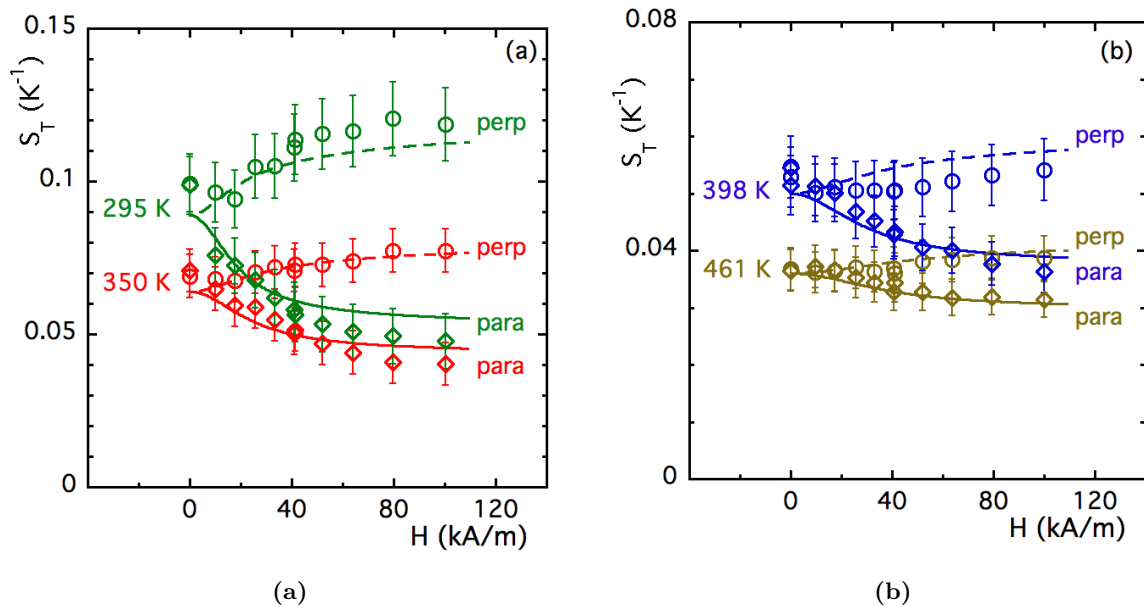 0.15
(a)
S_T (K^-1)
perp
0.1
295 K
perp
350 K
0.05
para
para
0
0 40 80 120
H (kA/m)
(a)
0.08
(b)
S_T (K^-1)
perp
398 K
0.04
perp
para
461 K
para
0
0 40 80 120
H (kA/m)
(b)